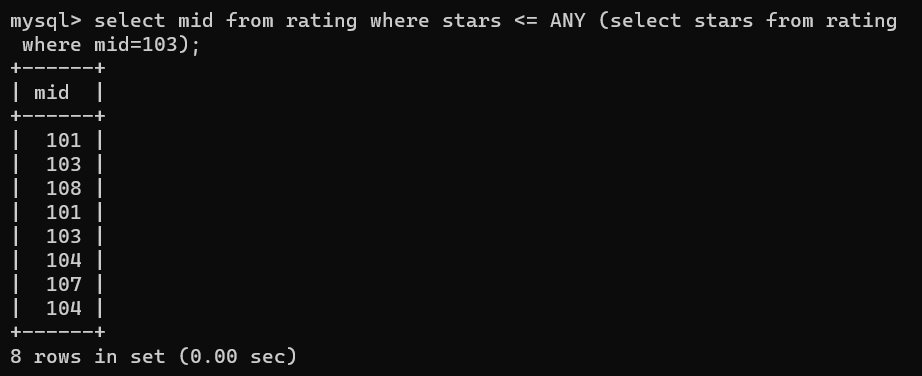 mysql> select mid from rating where stars <= ANY (select stars from rating
 where mid=103);
+------+
| mid  |
+------+
|  101 |
|  103 |
|  108 |
|  101 |
|  103 |
|  104 |
|  107 |
|  104 |
+------+
8 rows in set (0.00 sec)